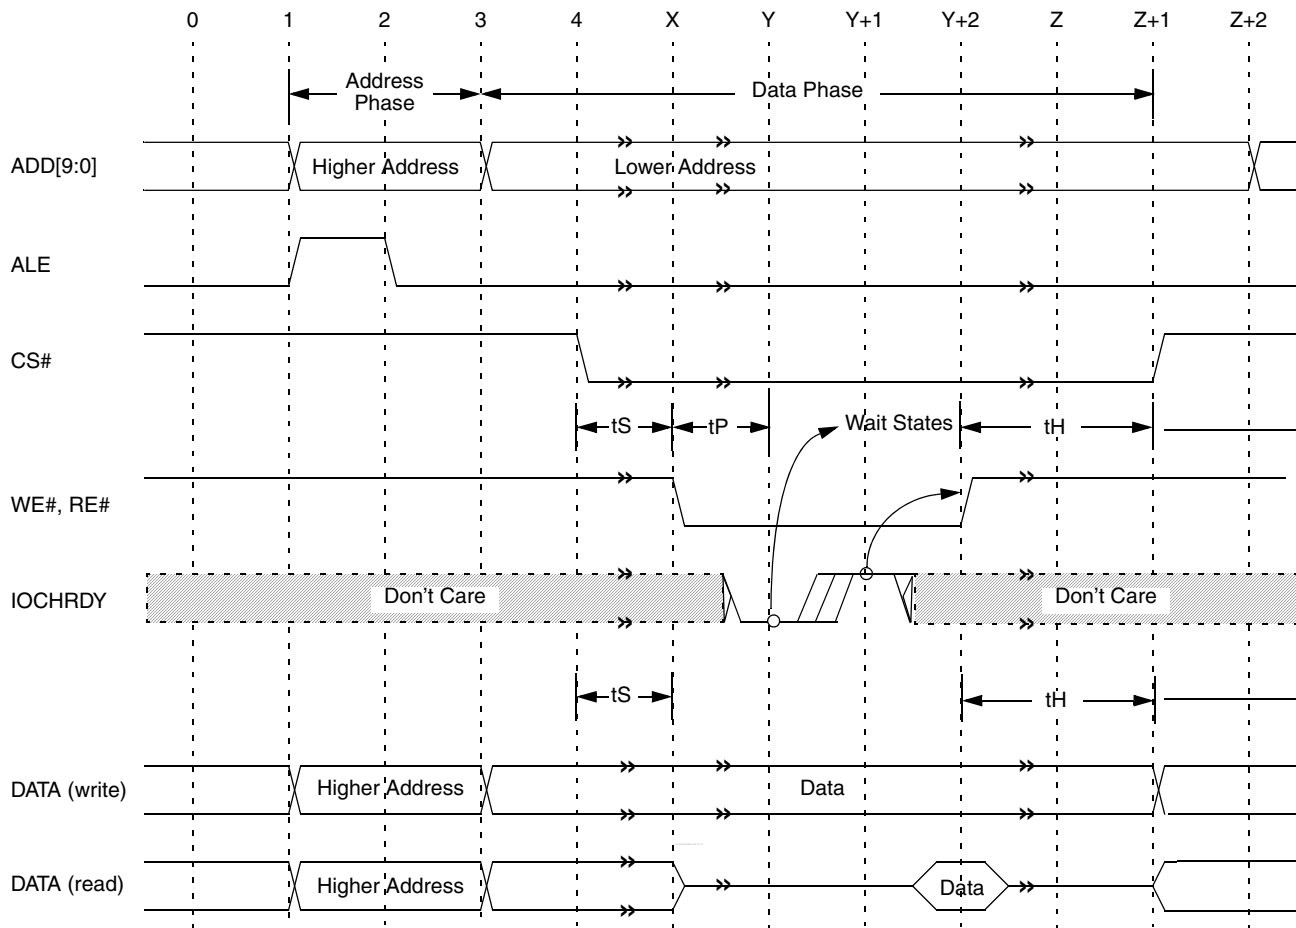 0 1 2 3 4 X Y Y+1 Y+2 Z Z+1 Z+2
Address
Phase
Data Phase
ADD[9:0] Higher Address Lower Address
ALE
CS#
tS tP Wait States tH
WE#, RE#
IOCHRDY Don't Care Don't Care
tS tH
DATA (write) Higher Address Data
DATA (read) Higher Address Data